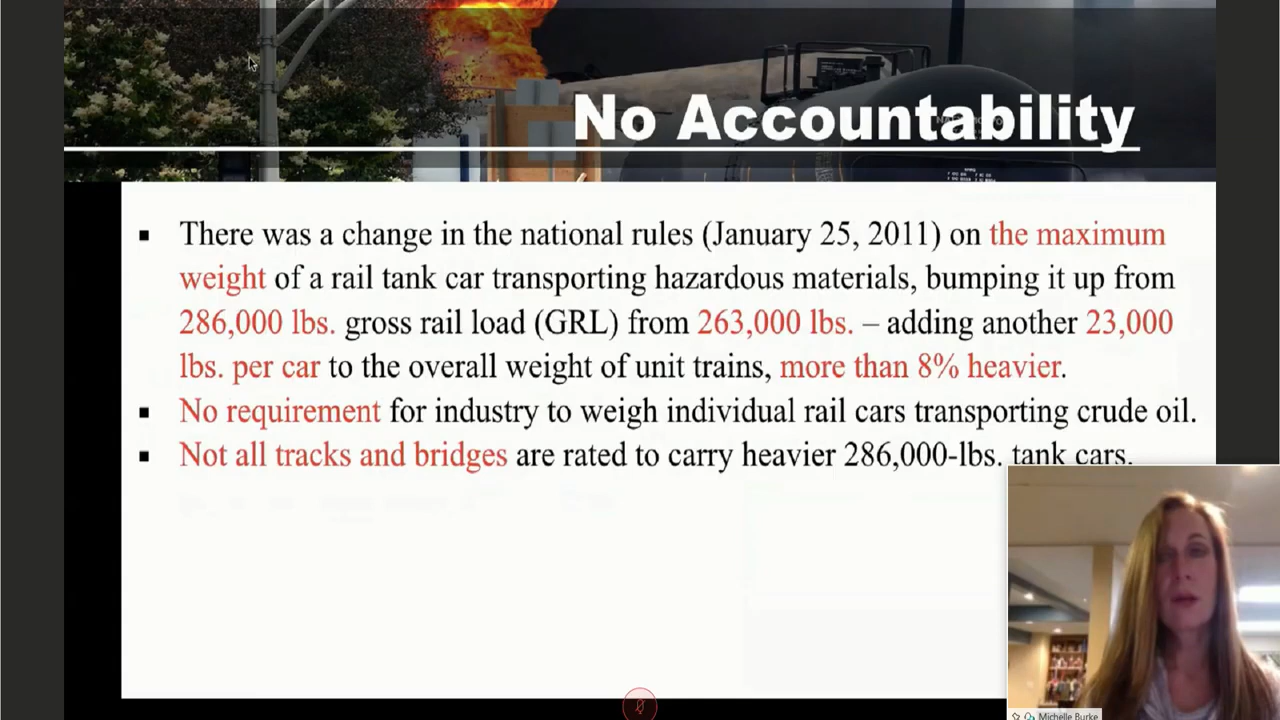 No Accountability
▪ There was a change in the national rules (January 25, 2011) on the maximum
weight of a rail tank car transporting hazardous materials, bumping it up from
286,000 lbs. gross rail load (GRL) from 263,000 lbs. – adding another 23,000
lbs. per car to the overall weight of unit trains, more than 8% heavier.
▪ No requirement for industry to weigh individual rail cars transporting crude oil.
▪ Not all tracks and bridges are rated to carry heavier 286,000-lbs. tank cars.
Michelle Burke